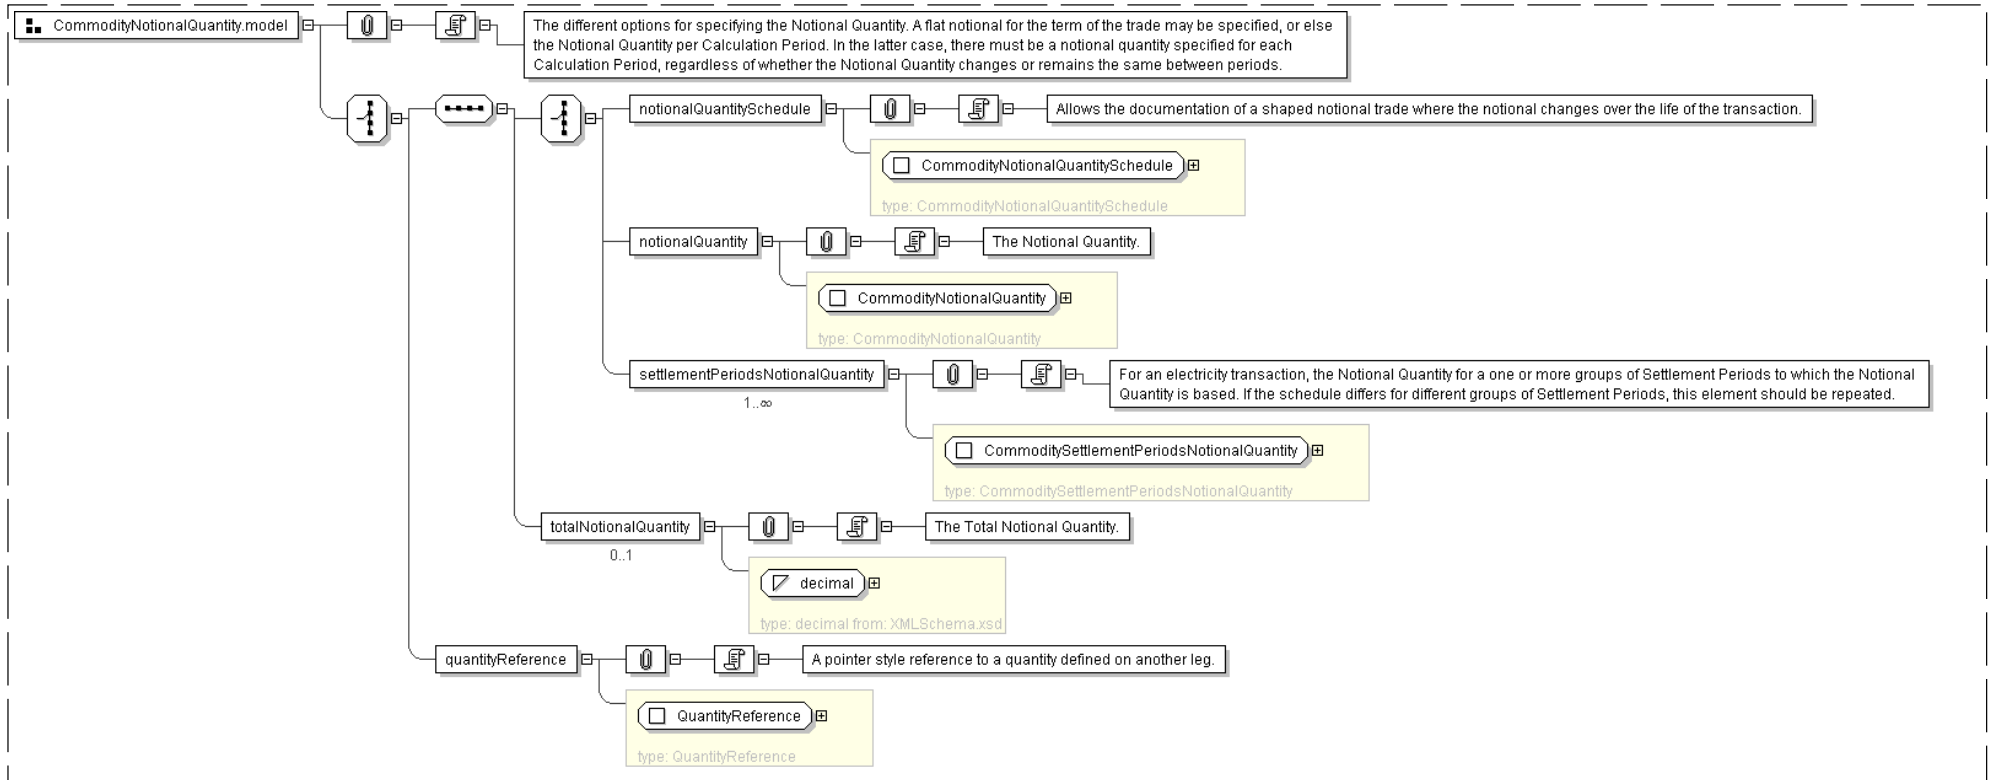 CommodityNotionalQuantity.model
The different options for specifying the Notional Quantity. A flat notional for the term of the trade may be specified, or else
the Notional Quantity per Calculation Period. In the latter case, there must be a notional quantity specified for each
Calculation Period, regardless of whether the Notional Quantity changes or remains the same between periods.
notionalQuantitySchedule
Allows the documentation of a shaped notional trade where the notional changes over the life of the transaction.
CommodityNotionalQuantitySchedule
type: CommodityNotionalQuantitySchedule
notionalQuantity
The Notional Quantity.
CommodityNotionalQuantity
type: CommodityNotionalQuantity
settlementPeriodsNotionalQuantity
1..∞
For an electricity transaction, the Notional Quantity for a one or more groups of Settlement Periods to which the Notional
Quantity is based. If the schedule differs for different groups of Settlement Periods, this element should be repeated.
CommoditySettlementPeriodsNotionalQuantity
type: CommoditySettlementPeriodsNotionalQuantity
totalNotionalQuantity
0..1
The Total Notional Quantity.
decimal
type: decimal from: XMLSchema.xsd
quantityReference
A pointer style reference to a quantity defined on another leg.
QuantityReference
type: QuantityReference